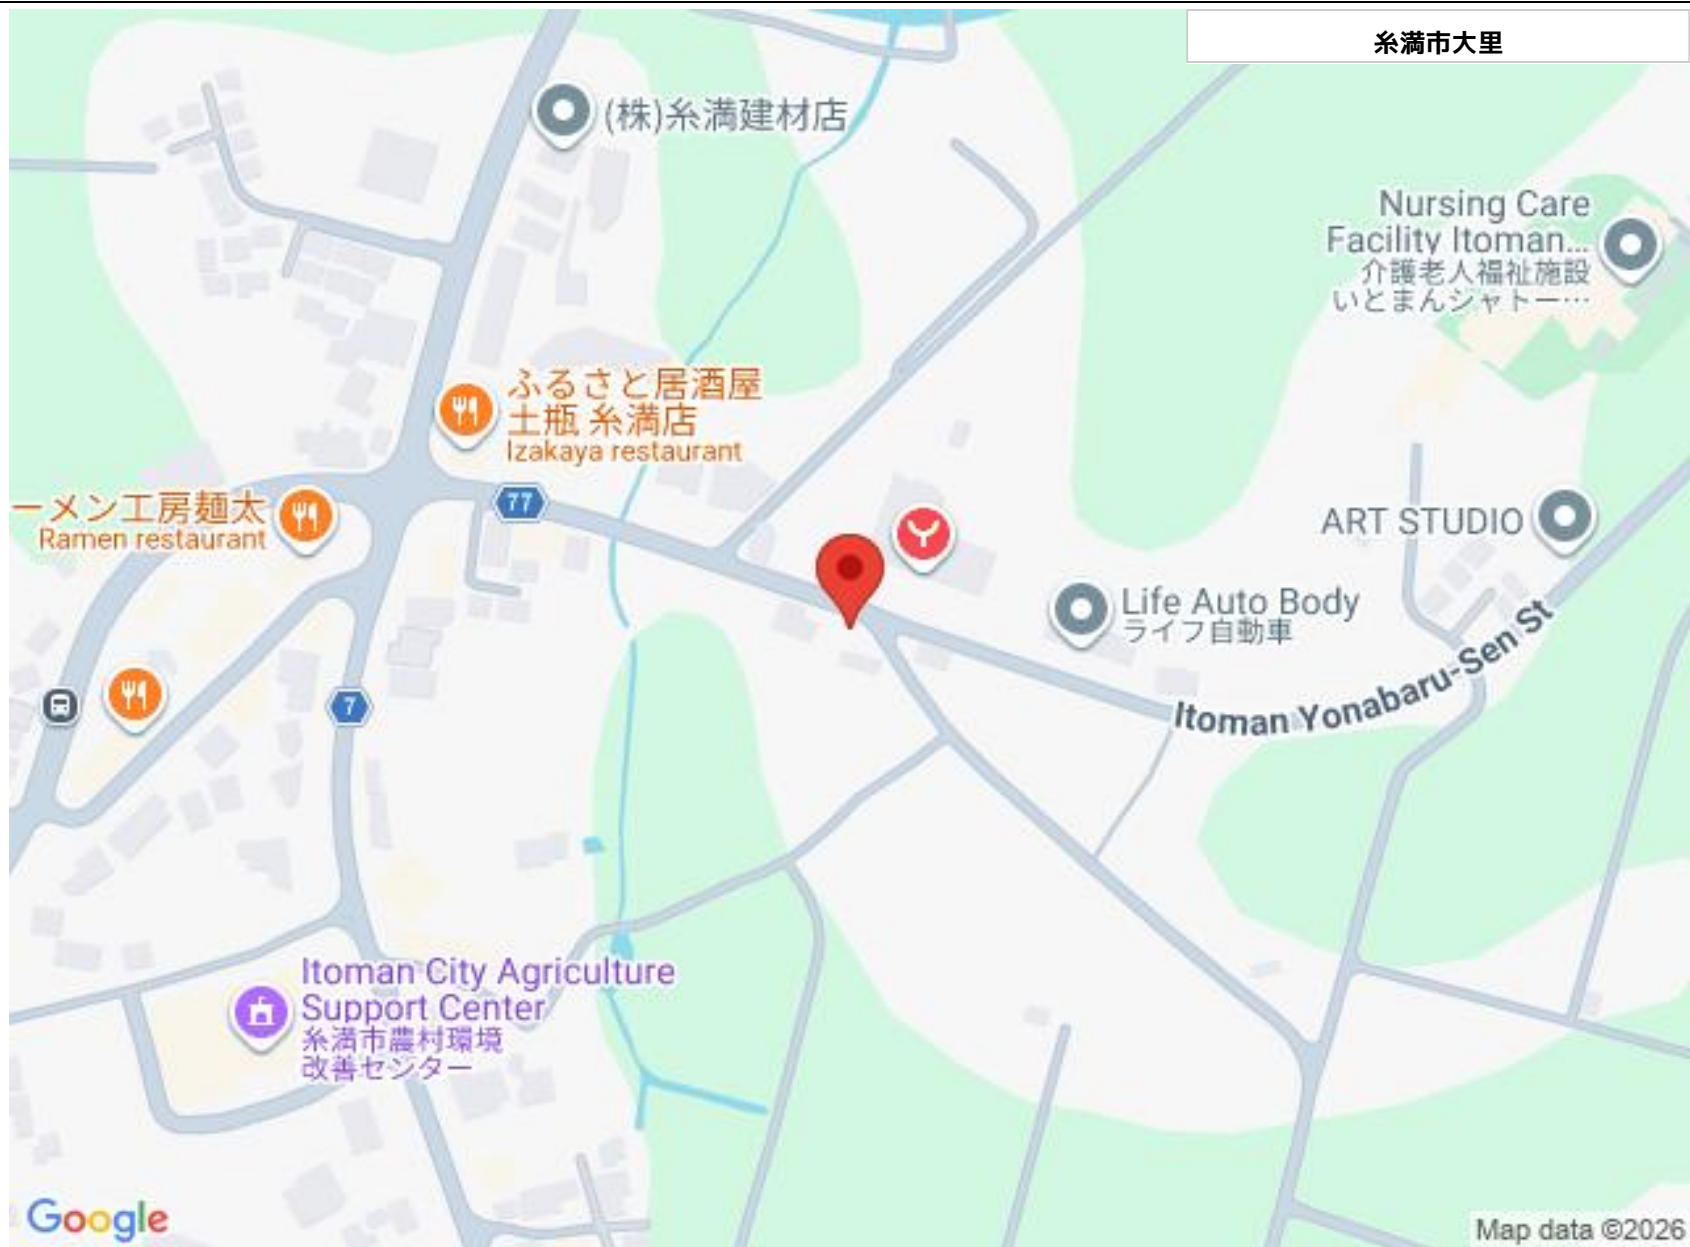 糸満市大里
(株)糸満建材店
Nursing Care
Facility Itoman...
介護老人福祉施設
いとまんシャトー…
ふるさと居酒屋
土瓶 糸満店
Izakaya restaurant
77
ーメン工房麺太
Ramen restaurant
ART STUDIO
Life Auto Body
ライフ自動車
Itoman Yonabaru-Sen St
7
Itoman City Agriculture
Support Center
糸満市農村環境
改善センター
Google
Map data ©2026